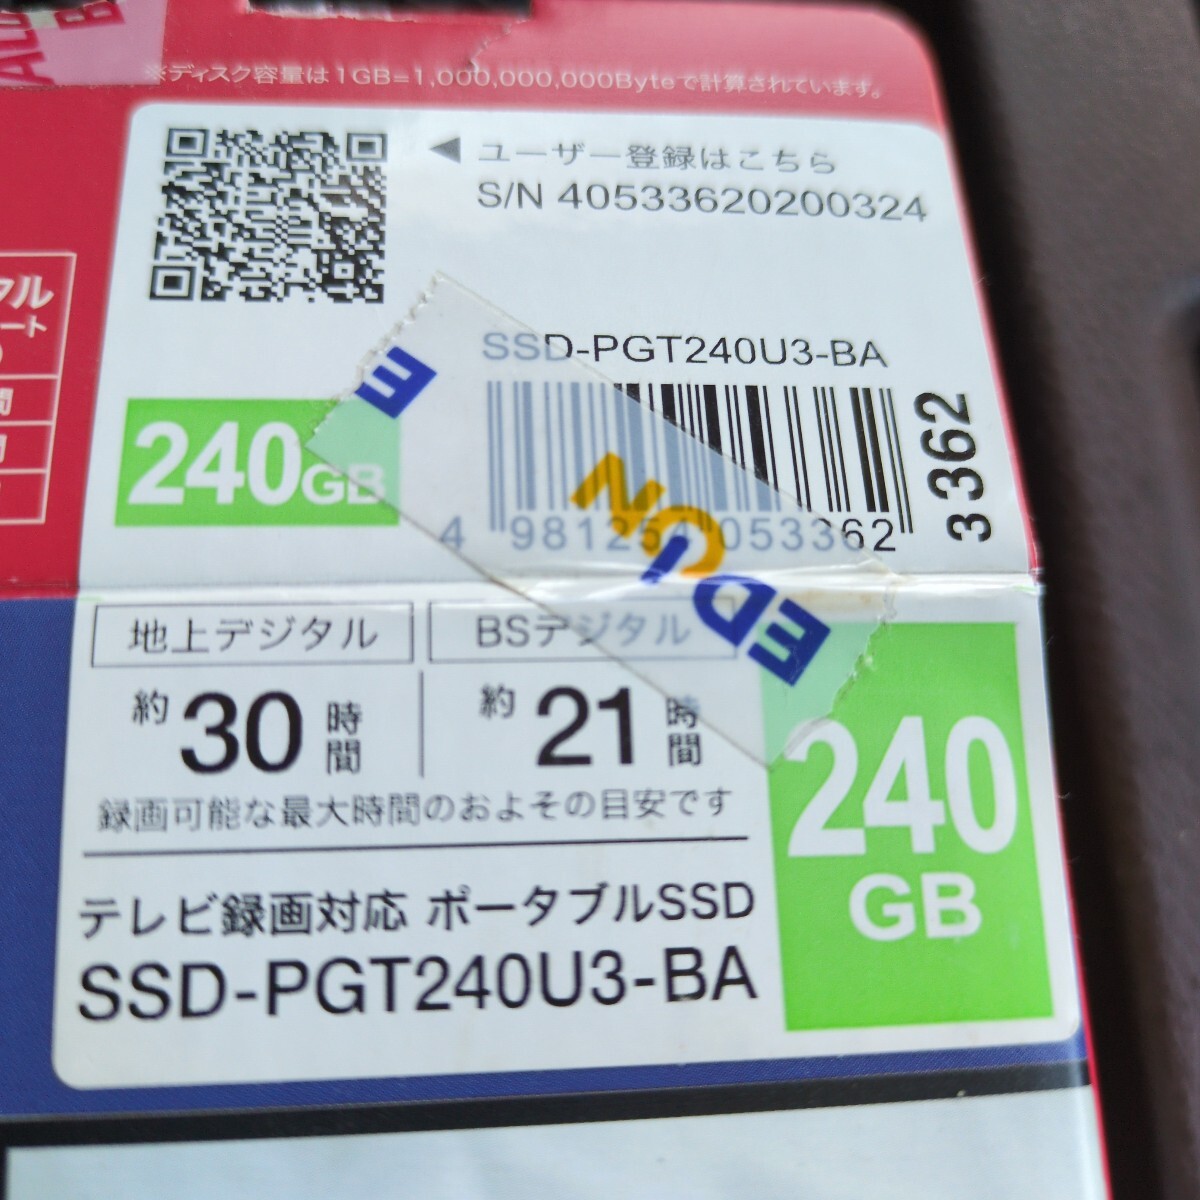 ※ディスク容量は1GB=1,000,000,000Byteで計算されています。
◀ ユーザー登録はこちら
S/N 40533620200324
SSD-PGT240U3-BA
240GB
4 981254 053362
3362
E
EDION
地上デジタル
約30時間
BSデジタル
約21時間
録画可能な最大時間のおよその目安です
240GB
テレビ録画対応 ポータブルSSD
SSD-PGT240U3-BA